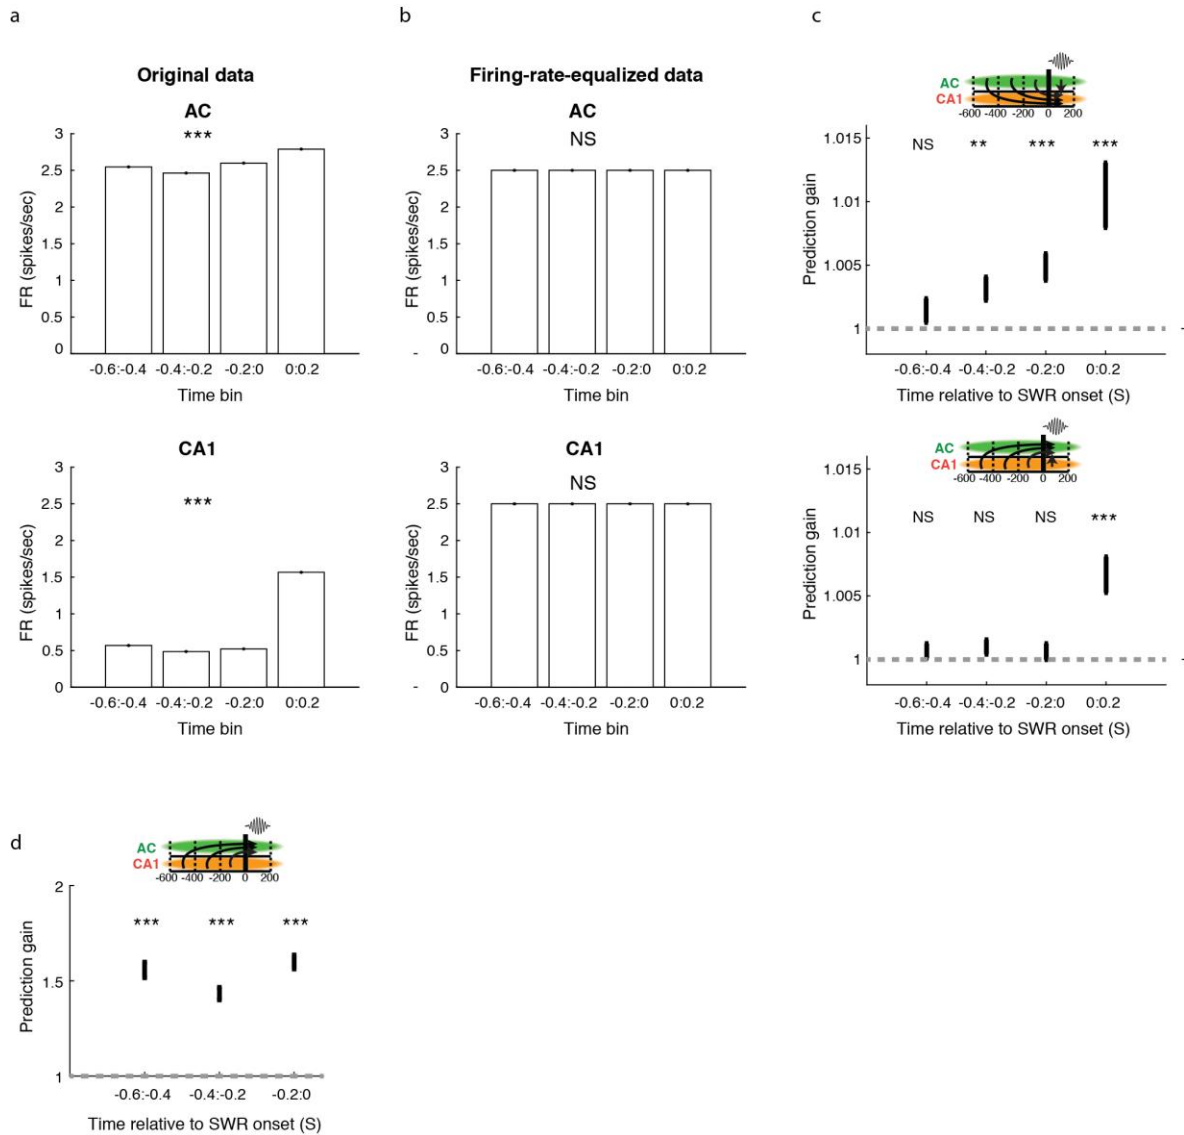 a
Original data
AC
***
3
2.5
2
1.5
1
0.5
0
FR (spikes/sec)
-0.6:-0.4 -0.4:-0.2 -0.2:0 0:0.2
Time bin
CA1
***
3
2.5
2
1.5
1
0.5
0
FR (spikes/sec)
-0.6:-0.4 -0.4:-0.2 -0.2:0 0:0.2
Time bin
b
Firing-rate-equalized data
AC
NS
3
2.5
2
1.5
1
0.5
0
FR (spikes/sec)
-0.6:-0.4 -0.4:-0.2 -0.2:0 0:0.2
Time bin
CA1
NS
3
2.5
2
1.5
1
0.5
0
FR (spikes/sec)
-0.6:-0.4 -0.4:-0.2 -0.2:0 0:0.2
Time bin
c
AC
CA1
-600 -400 -200 0 200
NS ** *** ***
1.015
1.01
1.005
1
Prediction gain
-0.6:-0.4 -0.4:-0.2 -0.2:0 0:0.2
Time relative to SWR onset (S)
AC
CA1
-600 -400 -200 0 200
NS NS NS ***
1.015
1.01
1.005
1
Prediction gain
-0.6:-0.4 -0.4:-0.2 -0.2:0 0:0.2
Time relative to SWR onset (S)
d
AC
CA1
-600 -400 -200 0 200
*** *** ***
2
1.5
1
Prediction gain
-0.6:-0.4 -0.4:-0.2 -0.2:0
Time relative to SWR onset (S)